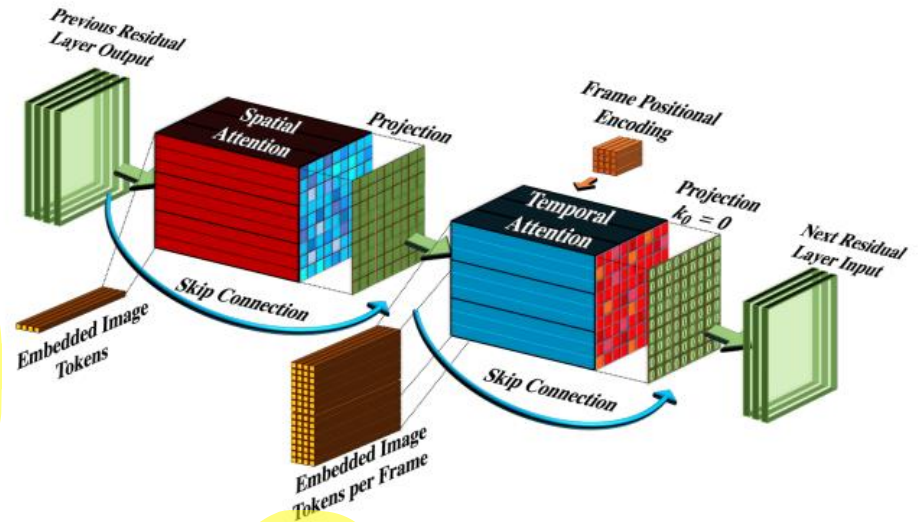 Previous Residual
Layer Output
Spatial
Attention
Projection
Frame Positional
Encoding
Temporal
Attention
Projection
k₀ = 0
Next Residual
Layer Input
Skip Connection
Embedded Image
Tokens
Skip Connection
Embedded Image
Tokens per Frame